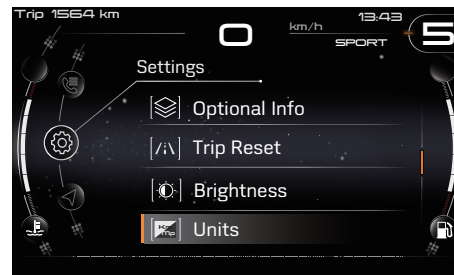 Trip 1564 km
13:43
0
km/h
SPORT
5
Settings
Optional Info
Trip Reset
Brightness
Units